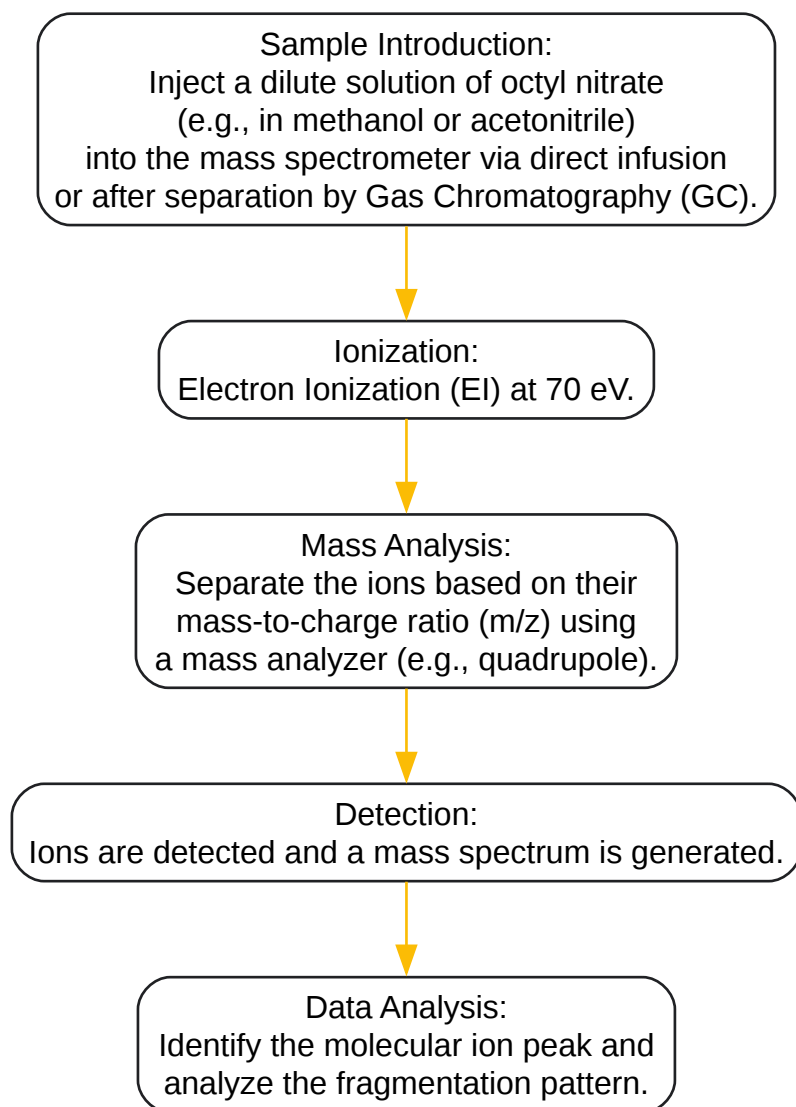 Sample Introduction:
Inject a dilute solution of octyl nitrate
(e.g., in methanol or acetonitrile)
into the mass spectrometer via direct infusion
or after separation by Gas Chromatography (GC).
Ionization:
Electron Ionization (EI) at 70 eV.
Mass Analysis:
Separate the ions based on their
mass-to-charge ratio (m/z) using
a mass analyzer (e.g., quadrupole).
Detection:
Ions are detected and a mass spectrum is generated.
Data Analysis:
Identify the molecular ion peak and
analyze the fragmentation pattern.